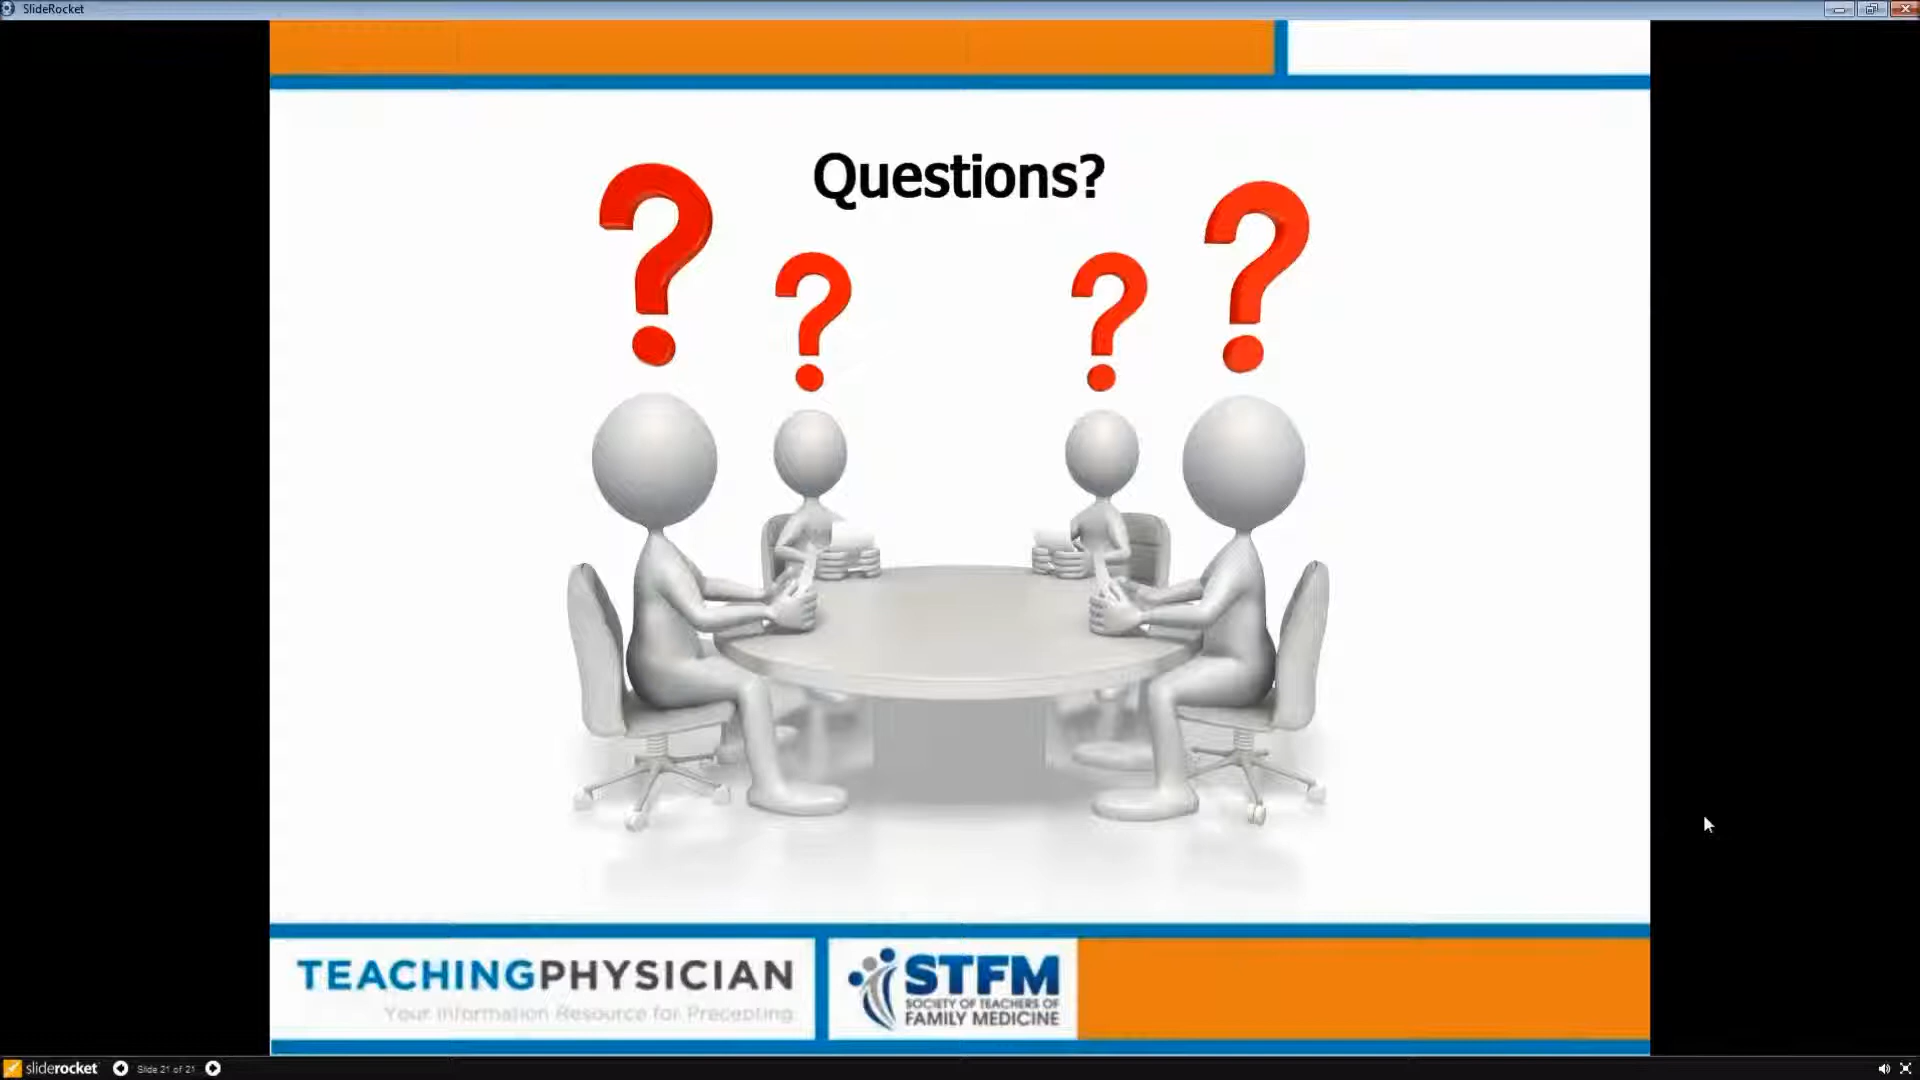 SlideRocket
Questions?
TEACHINGPHYSICIAN
Your Information Resource for Precepting
STFM
SOCIETY OF TEACHERS OF
FAMILY MEDICINE
sliderocket
Slide 21 of 21